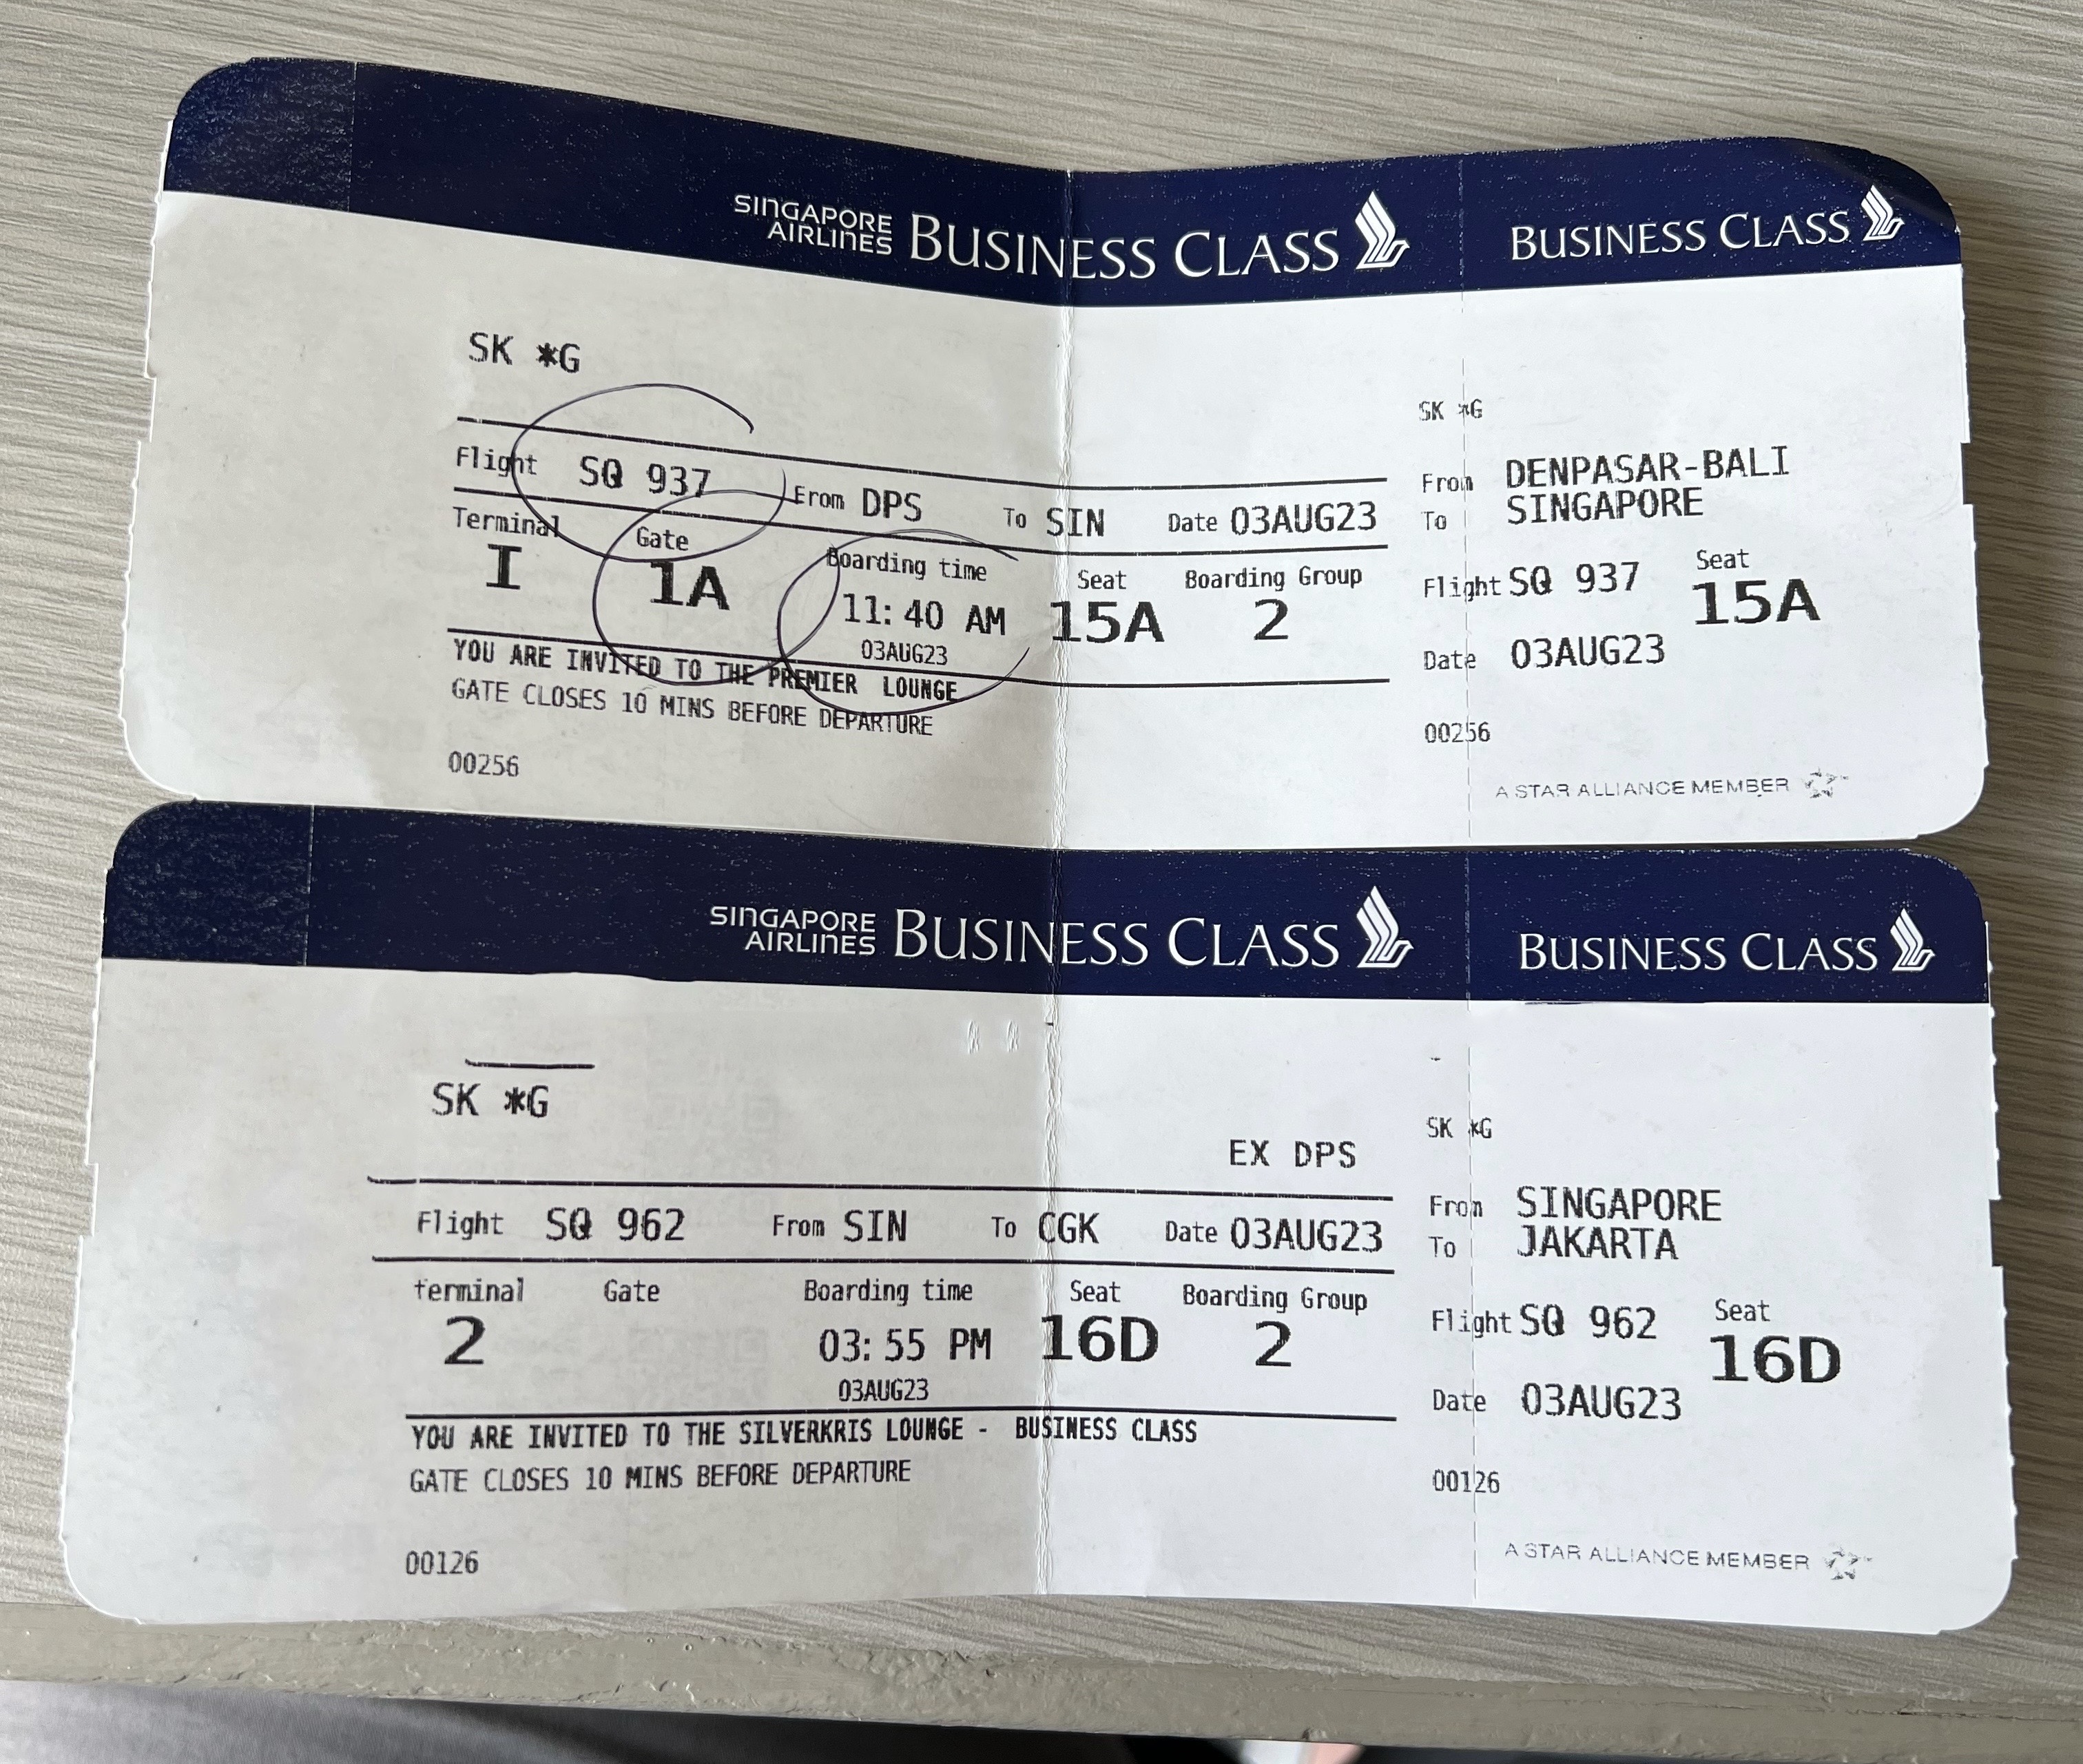 SINGAPORE AIRLINES BUSINESS CLASS
BUSINESS CLASS
SK *G
Flight SQ 937 From DPS To SIN Date 03AUG23
Terminal Gate Boarding time Seat Boarding Group
I 1A 11:40 AM 15A 2
03AUG23
YOU ARE INVITED TO THE PREMIER LOUNGE
GATE CLOSES 10 MINS BEFORE DEPARTURE
00256
SK *G
From DENPASAR-BALI
To SINGAPORE
Flight SQ 937 Seat
15A
Date 03AUG23
00256
A STAR ALLIANCE MEMBER
SINGAPORE AIRLINES BUSINESS CLASS
BUSINESS CLASS
SK *G
EX DPS
Flight SQ 962 From SIN To CGK Date 03AUG23
Terminal Gate Boarding time Seat Boarding Group
2 03:55 PM 16D 2
03AUG23
YOU ARE INVITED TO THE SILVERKRIS LOUNGE - BUSINESS CLASS
GATE CLOSES 10 MINS BEFORE DEPARTURE
00126
SK *G
From SINGAPORE
To JAKARTA
Flight SQ 962 Seat
16D
Date 03AUG23
00126
A STAR ALLIANCE MEMBER